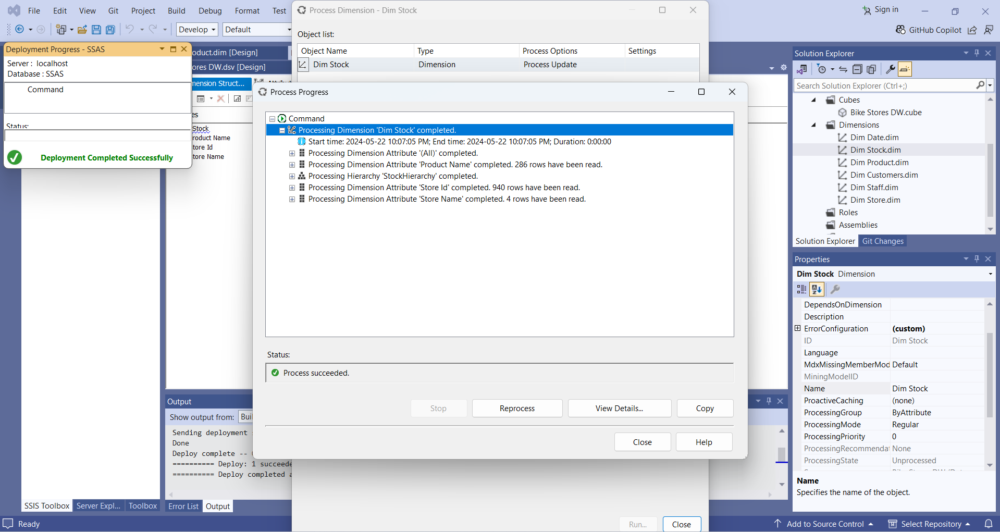 File Edit View Git Project Build Debug Format Test
Process Dimension - Dim Stock
Sign in
Develop Default
GitHub Copilot
Deployment Progress - SSAS
Server : localhost
Database : SSAS
Command
Status:
Deployment Completed Successfully
oduct.dim [Design]
ores DW.dsv [Design]
mension Struct...
es
Stock
roduct Name
tore Id
tore Name
Object list:
Object Name Type Process Options Settings
Dim Stock Dimension Process Update
Process Progress
Command
Processing Dimension 'Dim Stock' completed.
Start time: 2024-05-22 10:07:05 PM; End time: 2024-05-22 10:07:05 PM; Duration: 0:00:00
Processing Dimension Attribute '(All)' completed.
Processing Dimension Attribute 'Product Name' completed. 286 rows have been read.
Processing Hierarchy 'StockHierarchy' completed.
Processing Dimension Attribute 'Store Id' completed. 940 rows have been read.
Processing Dimension Attribute 'Store Name' completed. 4 rows have been read.
Status:
Process succeeded.
Stop Reprocess View Details... Copy
Close Help
Run... Close
Solution Explorer
Search Solution Explorer (Ctrl+;)
Cubes
Bike Stores DW.cube
Dimensions
Dim Date.dim
Dim Stock.dim
Dim Product.dim
Dim Customers.dim
Dim Staff.dim
Dim Store.dim
Roles
Assemblies
Solution Explorer Git Changes
Properties
Dim Stock Dimension
DependsOnDimension
Description
ErrorConfiguration (custom)
ID Dim Stock
Language
MdxMissingMemberMod Default
MiningModelID
Name Dim Stock
ProactiveCaching (none)
ProcessingGroup ByAttribute
ProcessingMode Regular
ProcessingPriority 0
ProcessingRecommendat None
ProcessingState Unprocessed
Name
Specifies the name of the object.
Output
Show output from: Buil
Sending deployment
Done
Deploy complete --
========== Deploy: 1 succeede
========== Deploy completed a
SSIS Toolbox Server Expl... Toolbox
Error List Output
Ready
Add to Source Control Select Repository